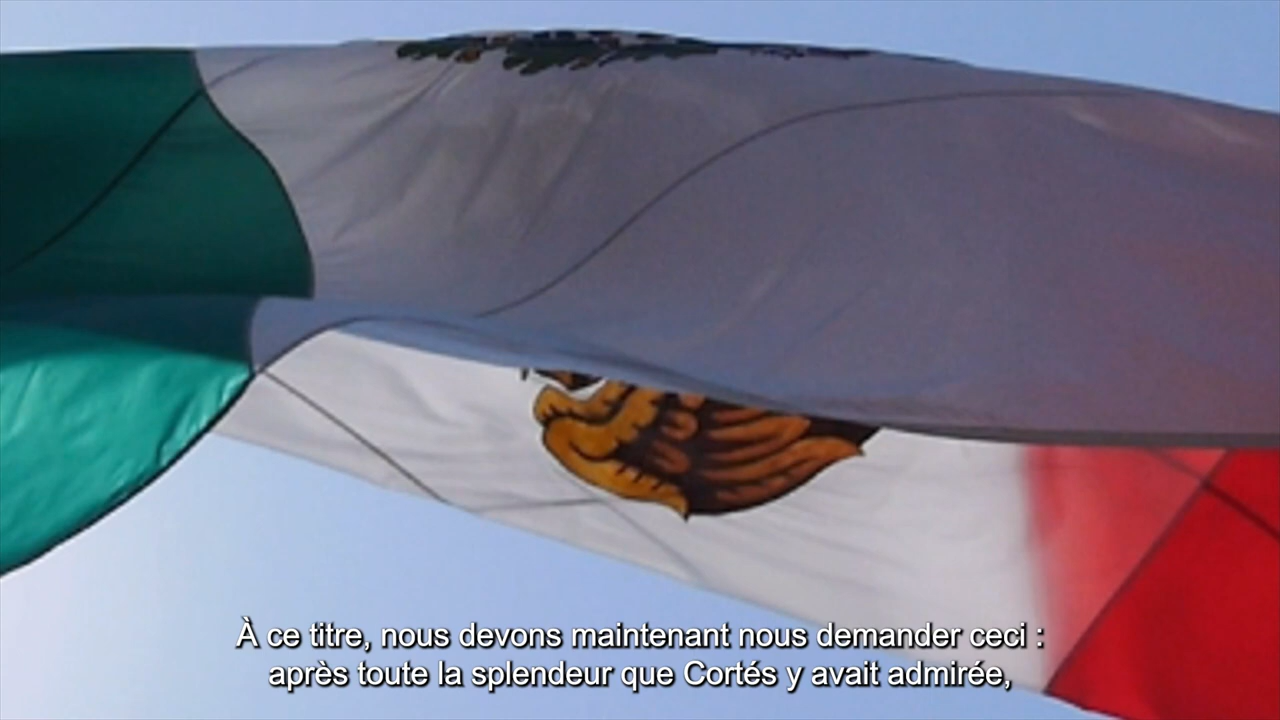 À ce titre, nous devons maintenant nous demander ceci :
après toute la splendeur que Cortés y avait admirée,